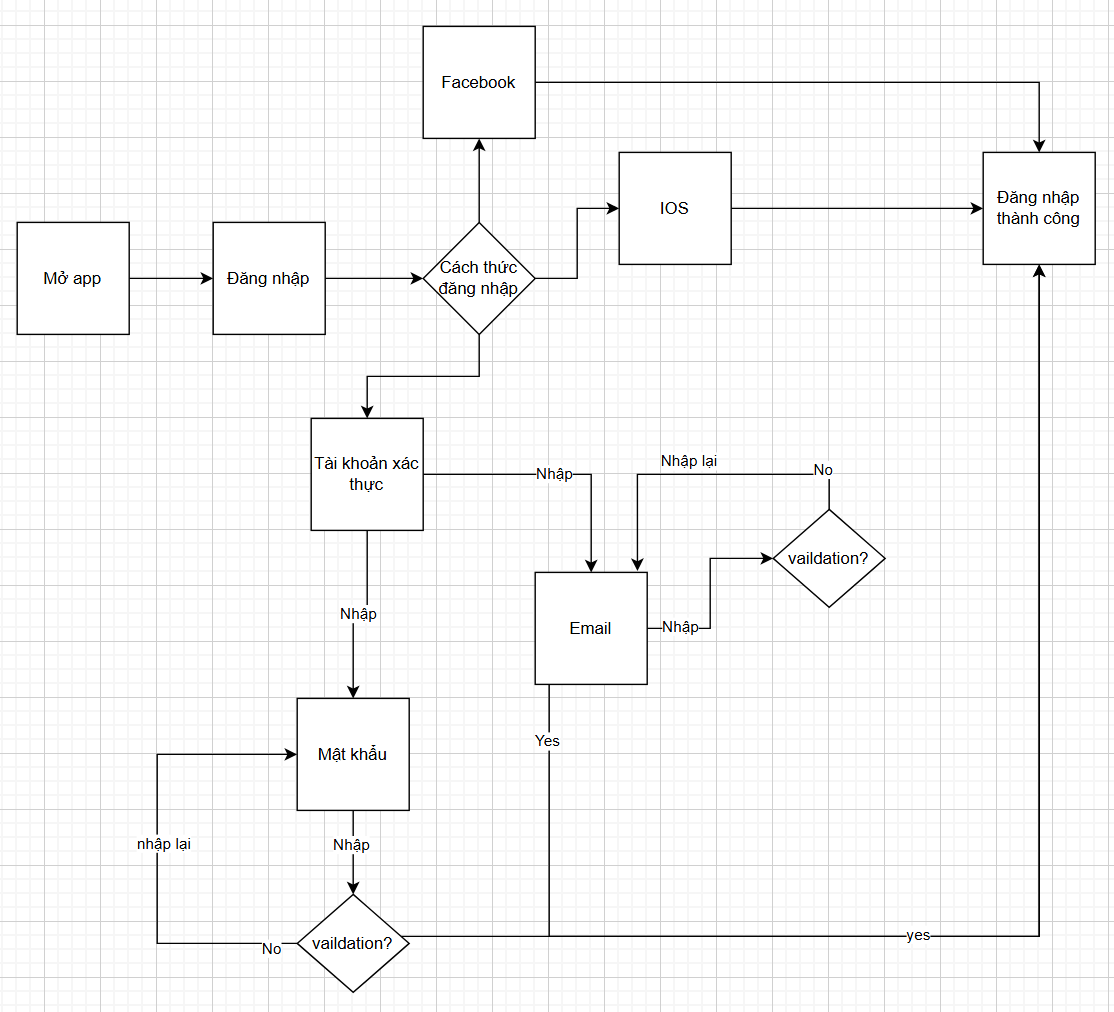 Facebook
IOS
Đăng nhập
thành công
Mở app
Đăng nhập
Cách thức
đăng nhập
Tài khoản xác
thực
Nhập
Nhập lại
No
vaildation?
Nhập
Email
Nhập
Yes
Mật khẩu
nhập lại
Nhập
No
vaildation?
yes